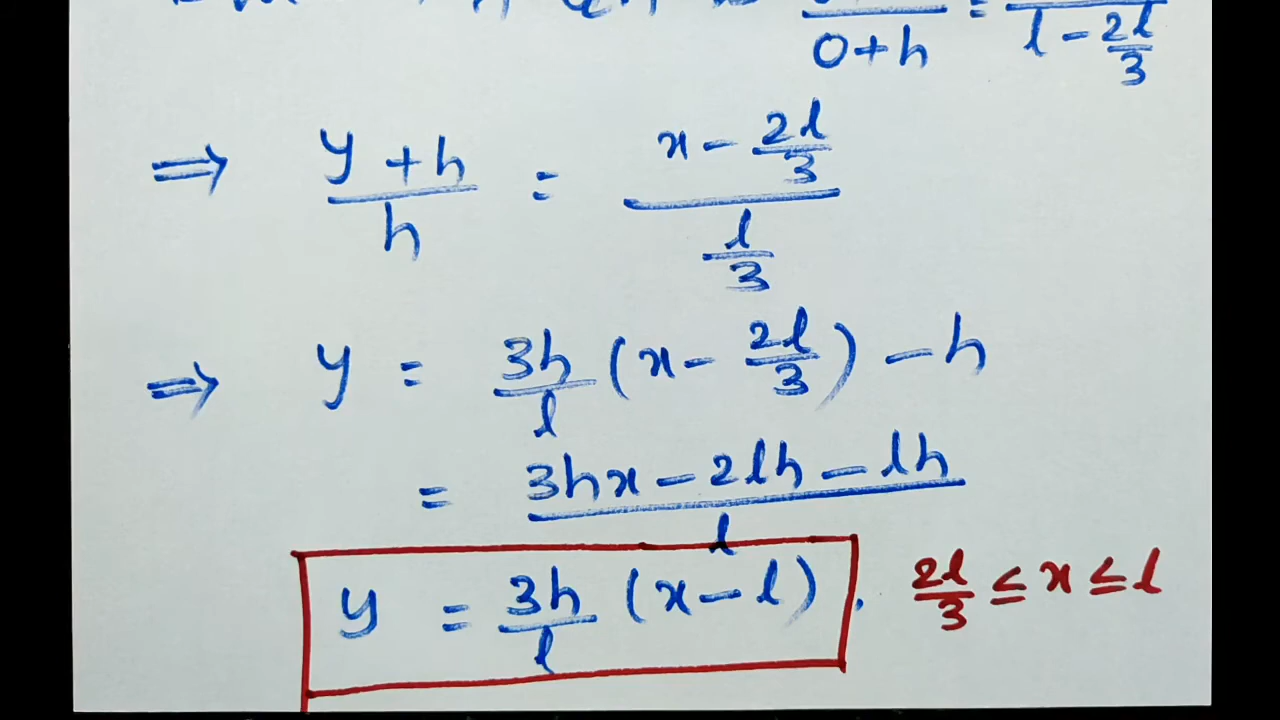 0+h = l - 2l/3
⇒ y+h/h = x - 2l/3 / l/3
⇒ y = 3h/l (x - 2l/3) - h
= 3hx - 2lh - lh / l
y = 3h/l (x - l). 2l/3 ≤ x ≤ l